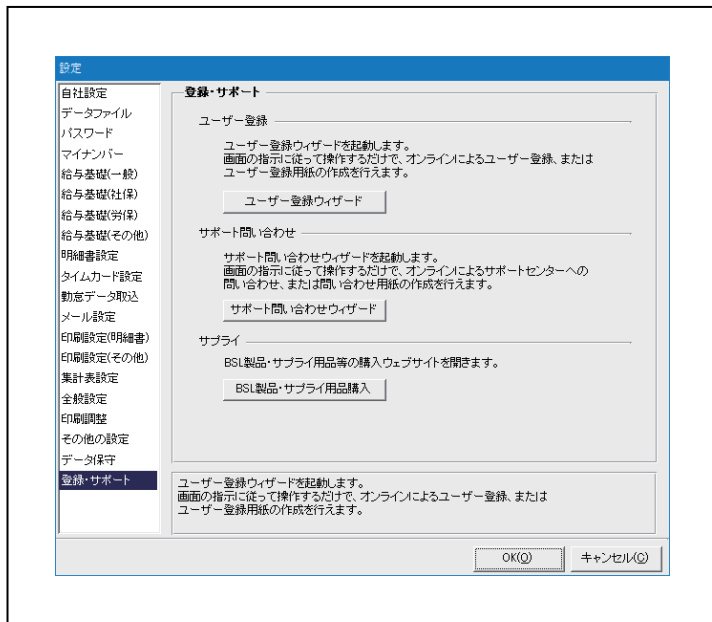 設定
自社設定
データファイル
パスワード
マイナンバー
給与基礎(一般)
給与基礎(社保)
給与基礎(労保)
給与基礎(その他)
明細書設定
タイムカード設定
勤怠データ取込
メール設定
印刷設定(明細書)
印刷設定(その他)
集計表設定
全般設定
印刷調整
その他の設定
データ保守
登録・サポート
登録・サポート
ユーザー登録
ユーザー登録ウィザードを起動します。
画面の指示に従って操作するだけで、オンラインによるユーザー登録、または
ユーザー登録用紙の作成を行えます。
ユーザー登録ウィザード
サポート問い合わせ
サポート問い合わせウィザードを起動します。
画面の指示に従って操作するだけで、オンラインによるサポートセンターへの
問い合わせ、または問い合わせ用紙の作成を行えます。
サポート問い合わせウィザード
サプライ
BSL製品・サプライ用品等の購入ウェブサイトを開きます。
BSL製品・サプライ用品購入
ユーザー登録ウィザードを起動します。
画面の指示に従って操作するだけで、オンラインによるユーザー登録、または
ユーザー登録用紙の作成を行えます。
OK(O)
キャンセル(C)